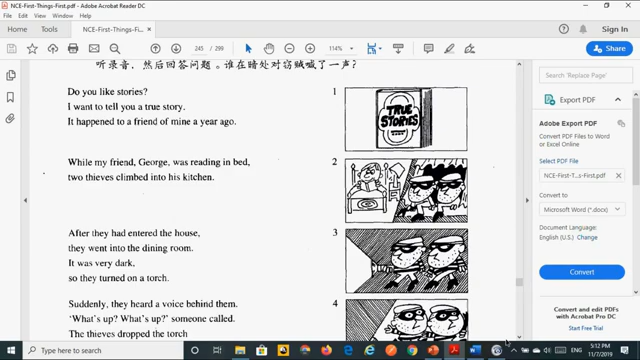 NCE-First-Things-First.pdf - Adobe Acrobat Reader DC
File Edit View Window Help
Home Tools NCE-First-Things-Fi... × Sign In
245 / 299 114% Share
听录音，然后回答问题。谁在暗处对窃贼喊了一声？
Do you like stories?
I want to tell you a true story.
It happened to a friend of mine a year ago.
1
TRUE
STORIES
While my friend, George, was reading in bed,
two thieves climbed into his kitchen.
2
After they had entered the house,
they went into the dining room.
It was very dark,
so they turned on a torch.
3
Suddenly, they heard a voice behind them.
'What's up? What's up?' someone called.
The thieves dropped the torch
4
Search 'Replace Page'
Export PDF
Adobe Export PDF
Convert PDF Files to Word
or Excel Online
Select PDF File
NCE-First-T...s-First.pdf ×
Convert to
Microsoft Word (*.docx)
Document Language:
English (U.S.) Change
Convert
Convert and edit PDFs
with Acrobat Pro DC
Start Free Trial
Type here to search
ENG
5:12 PM
11/7/2019